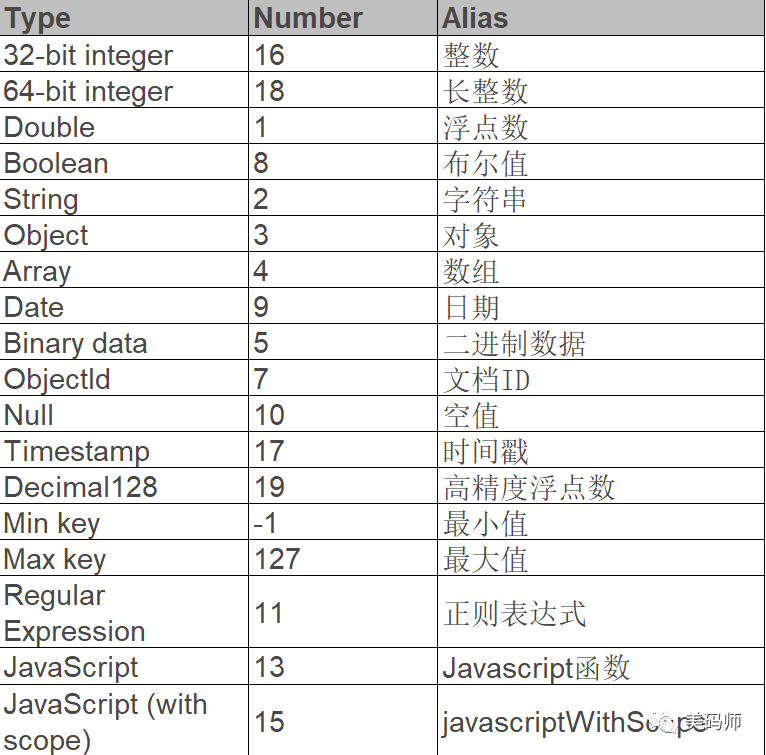 Type Number Alias
32-bit integer 16 整数
64-bit integer 18 长整数
Double 1 浮点数
Boolean 8 布尔值
String 2 字符串
Object 3 对象
Array 4 数组
Date 9 日期
Binary data 5 二进制数据
ObjectId 7 文档ID
Null 10 空值
Timestamp 17 时间戳
Decimal128 19 高精度浮点数
Min key -1 最小值
Max key 127 最大值
Regular
Expression 11 正则表达式
JavaScript 13 Javascript函数
JavaScript (with
scope) 15 javascriptWithScope
美码师